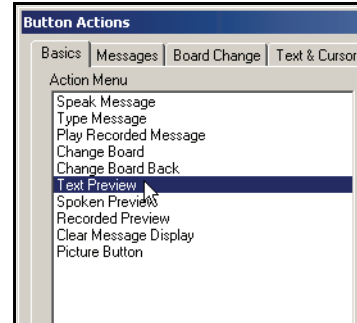 Button Actions
Basics Messages Board Change Text & Cursor
Action Menu
Speak Message
Type Message
Play Recorded Message
Change Board
Change Board Back
Text Preview
Spoken Preview
Recorded Preview
Clear Message Display
Picture Button